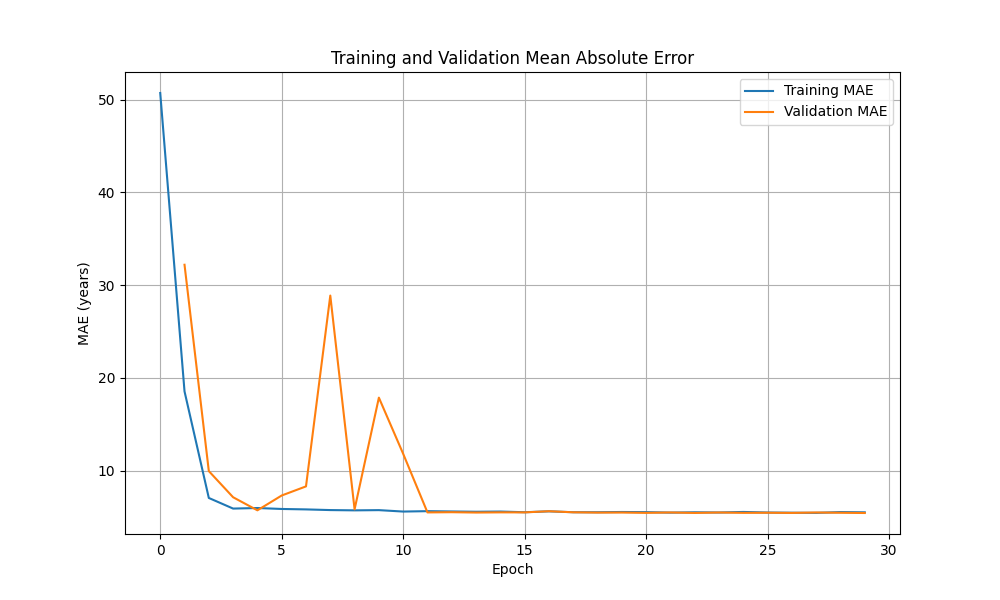 Training and Validation Mean Absolute Error
Training MAE
Validation MAE
50
40
30
20
10
MAE (years)
0 5 10 15 20 25 30
Epoch